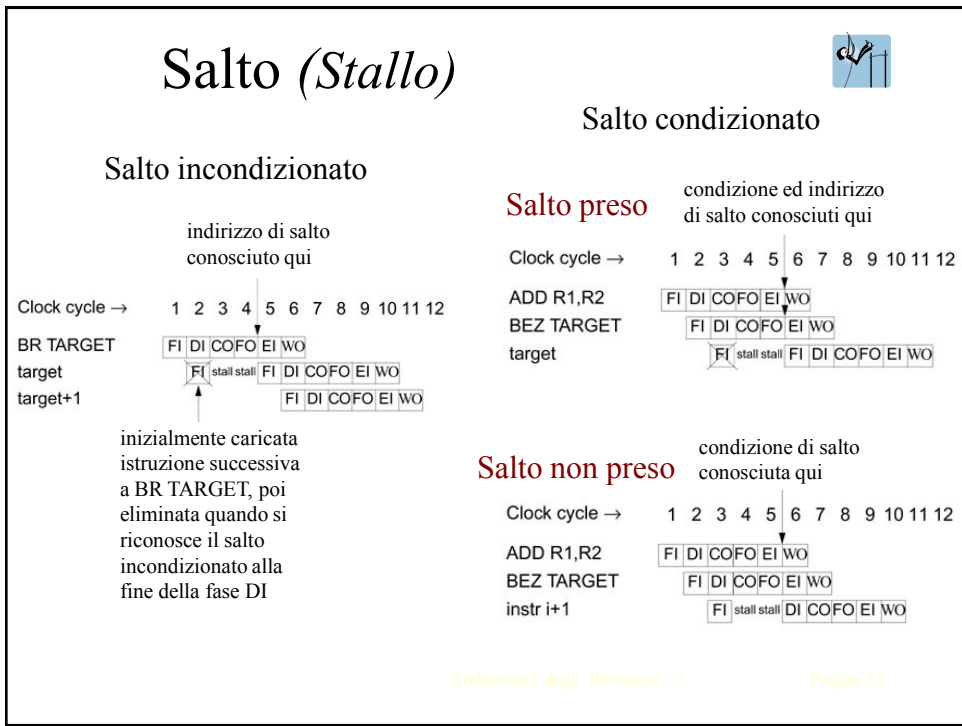 Salto (Stallo)
Salto incondizionato
indirizzo di salto
conosciuto qui
Clock cycle → 1 2 3 4 5 6 7 8 9 10 11 12
BR TARGET FI DI CO FO EI WO
target FI stall stall FI DI CO FO EI WO
target+1 FI DI CO FO EI WO
inizialmente caricata
istruzione successiva
a BR TARGET, poi
eliminata quando si
riconosce il salto
incondizionato alla
fine della fase DI
Salto condizionato
Salto preso
condizione ed indirizzo
di salto conosciuti qui
Clock cycle → 1 2 3 4 5 6 7 8 9 10 11 12
ADD R1,R2 FI DI CO FO EI WO
BEZ TARGET FI DI CO FO EI WO
target FI stall stall FI DI CO FO EI WO
Salto non preso
condizione di salto
conosciuta qui
Clock cycle → 1 2 3 4 5 6 7 8 9 10 11 12
ADD R1,R2 FI DI CO FO EI WO
BEZ TARGET FI DI CO FO EI WO
instr i+1 FI stall stall DI CO FO EI WO
Architettura degli elaboratori -1 Pagina 73